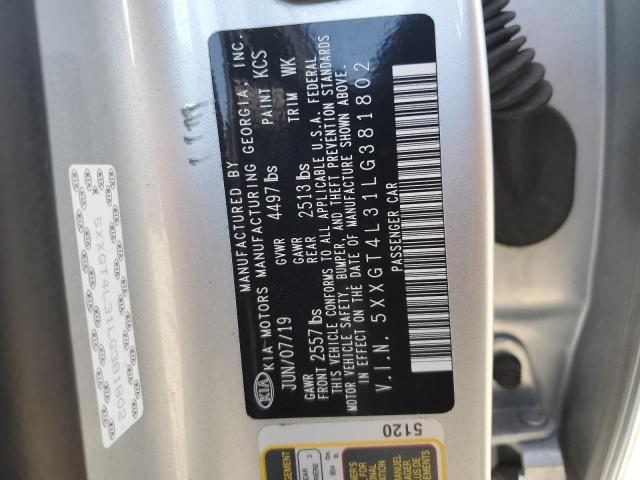 KIA
MANUFACTURED BY
KIA MOTORS MANUFACTURING GEORGIA, INC.
JUN/07/19
GVWR 4497 lbs
PAINT KCS
GAWR FRONT 2557 lbs
GAWR REAR 2513 lbs
TRIM WK
THIS VEHICLE CONFORMS TO ALL APPLICABLE U.S.A. FEDERAL
MOTOR VEHICLE SAFETY, BUMPER, AND THEFT PREVENTION STANDARDS
IN EFFECT ON THE DATE OF MANUFACTURE SHOWN ABOVE.
V.I.N. 5XXGT4L31LG381802
PASSENGER CAR
5XXGT4L31LG381802
5120